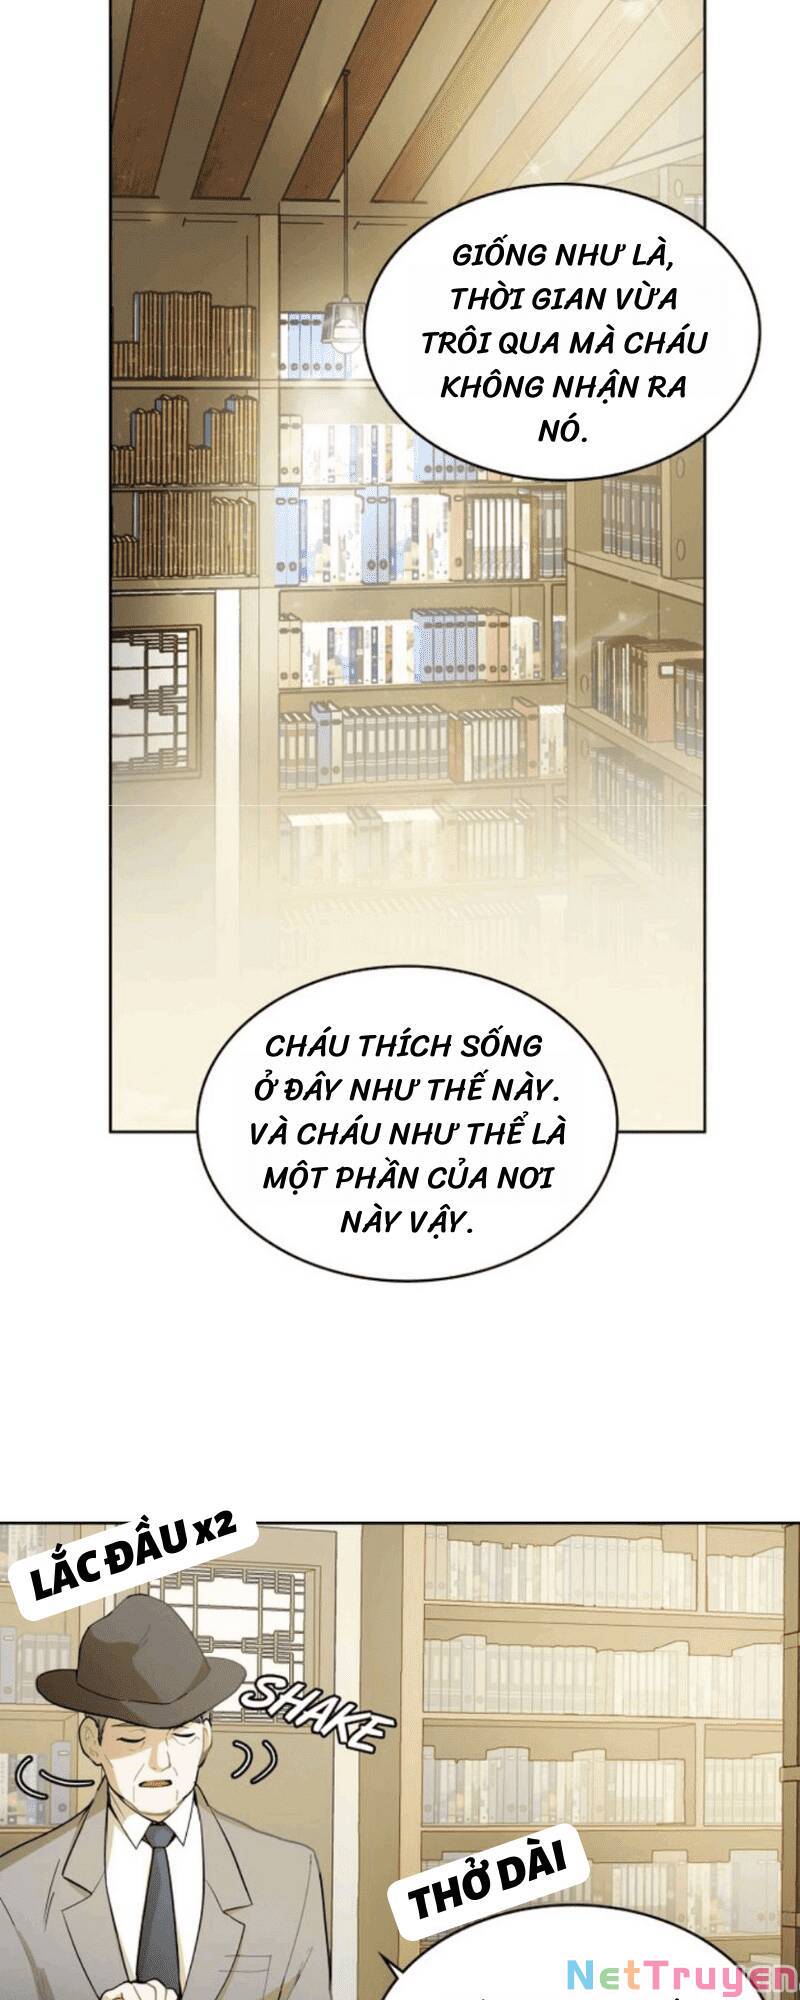 GIỐNG NHƯ LÀ,
THỜI GIAN VỪA
TRÔI QUA MÀ CHÁU
KHÔNG NHẬN RA
NÓ.
CHÁU THÍCH SỐNG
Ở ĐÂY NHƯ THẾ NÀY.
VÀ CHÁU NHƯ THỂ LÀ
MỘT PHẦN CỦA NƠI
NÀY VẬY.
LẮC ĐẦU x2
SHAKE
THỞ DÀI
NETTRUYEN